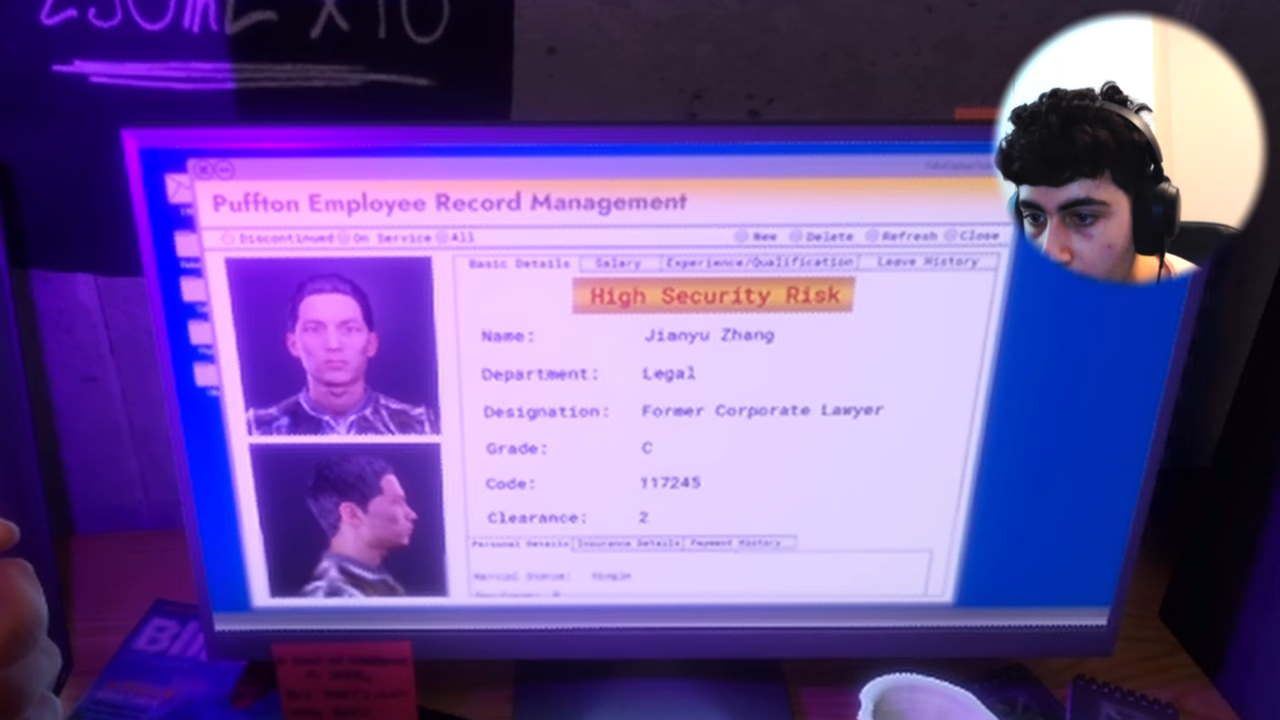 250mL x 10
Puffton Employee Record Management
Discontinued On Service All
New Delete Refresh Close
Basic Details Salary Experience/Qualification Leave History
High Security Risk
Name: Jianyu Zhang
Department: Legal
Designation: Former Corporate Lawyer
Grade: C
Code: 117245
Clearance: 2
Personal Details Insurance Details Payment History
Marital Status: Single